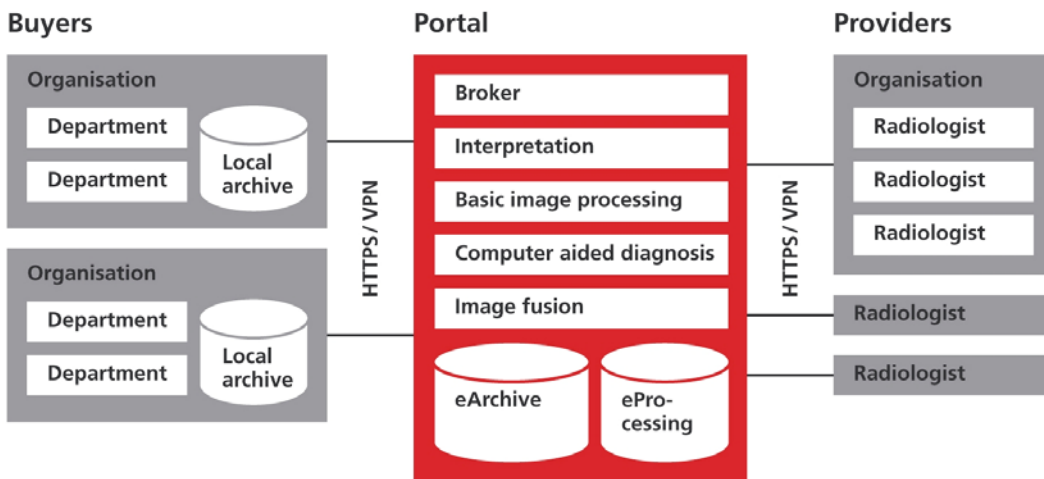 Buyers
Organisation
Department
Department
Local
archive
Organisation
Department
Department
Local
archive
HTTPS/ VPN
Portal
Broker
Interpretation
Basic image processing
Computer aided diagnosis
Image fusion
eArchive
ePro-
cessing
HTTPS/ VPN
Providers
Organisation
Radiologist
Radiologist
Radiologist
Radiologist
Radiologist